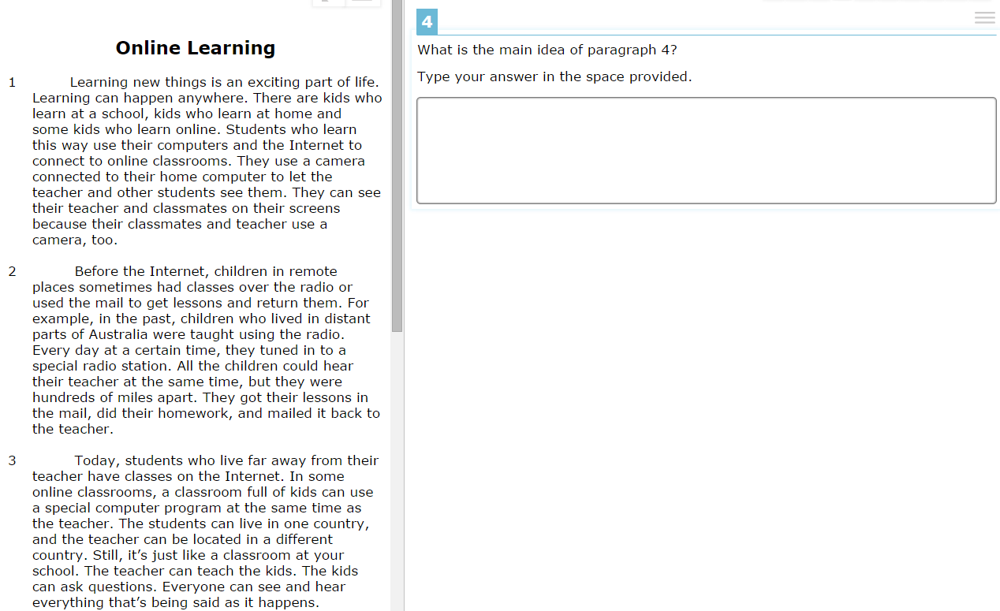 Online Learning
1 Learning new things is an exciting part of life.
Learning can happen anywhere. There are kids who
learn at a school, kids who learn at home and
some kids who learn online. Students who learn
this way use their computers and the Internet to
connect to online classrooms. They use a camera
connected to their home computer to let the
teacher and other students see them. They can see
their teacher and classmates on their screens
because their classmates and teacher use a
camera, too.
2 Before the Internet, children in remote
places sometimes had classes over the radio or
used the mail to get lessons and return them. For
example, in the past, children who lived in distant
parts of Australia were taught using the radio.
Every day at a certain time, they tuned in to a
special radio station. All the children could hear
their teacher at the same time, but they were
hundreds of miles apart. They got their lessons in
the mail, did their homework, and mailed it back to
the teacher.
3 Today, students who live far away from their
teacher have classes on the Internet. In some
online classrooms, a classroom full of kids can use
a special computer program at the same time as
the teacher. The students can live in one country,
and the teacher can be located in a different
country. Still, it’s just like a classroom at your
school. The teacher can teach the kids. The kids
can ask questions. Everyone can see and hear
everything that’s being said as it happens.
4
What is the main idea of paragraph 4?
Type your answer in the space provided.